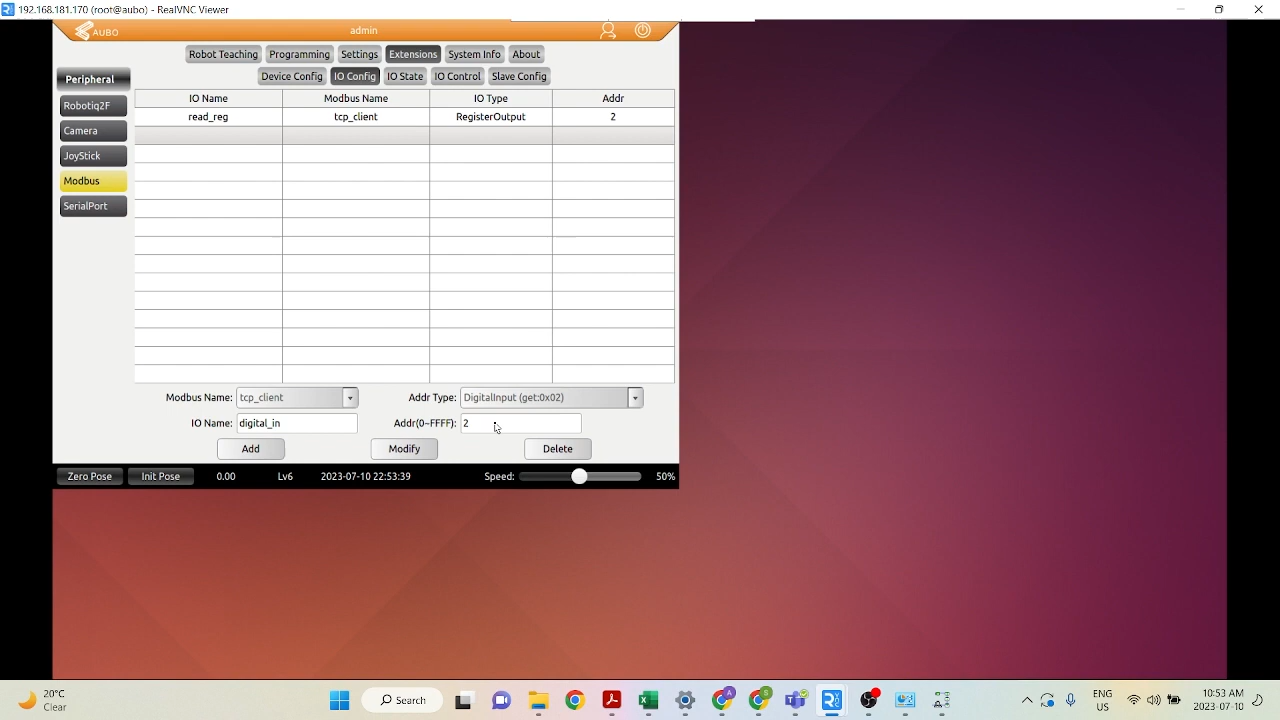 192.168.181.170 (root@aubo) - RealVNC Viewer
AUBO
admin
Robot Teaching Programming Settings Extensions System Info About
Device Config IO Config IO State IO Control Slave Config
Peripheral
Robotiq2F
Camera
JoyStick
Modbus
SerialPort
IO Name Modbus Name IO Type Addr
read_reg tcp_client RegisterOutput 2
Modbus Name: tcp_client Addr Type: DigitalInput (get:0x02)
IO Name: digital_in Addr(0~FFFF): 2
Add Modify Delete
Zero Pose Init Pose 0.00 Lv6 2023-07-10 22:53:39 Speed: 50%
20°C
Clear
Search
ENG
US
10:53 AM
2023-07-10